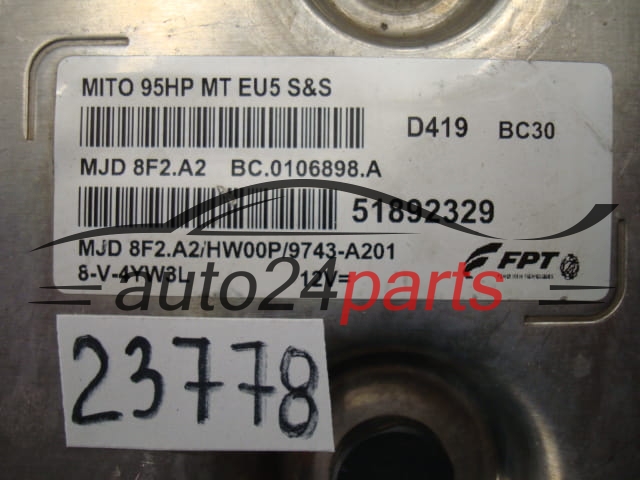 MITO 95HP MT EU5 S&S
D419 BC30
MJD 8F2.A2 BC.0106898.A
51892329
MJD 8F2.A2/HW00P/9743-A201
8-V-4YW3L 12V=
FPT
auto24parts
23778